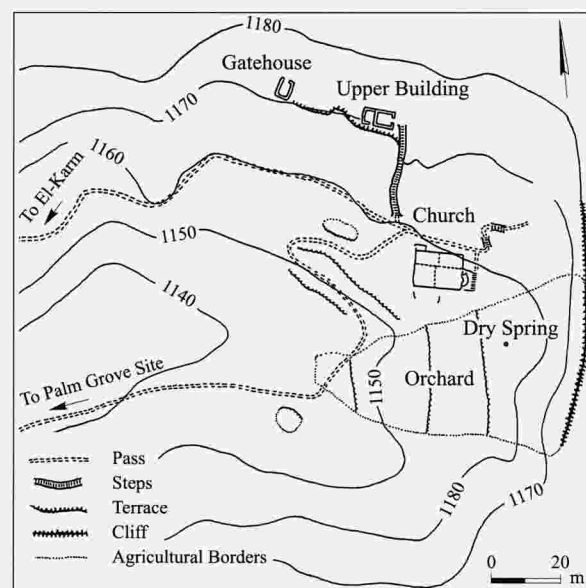 1180
Gatehouse
Upper Building
1170
1160
To El-Karm
Church
1150
1140
Dry Spring
To Palm Grove Site
Orchard
1150
1180
1170
Pass
Steps
Terrace
Cliff
Agricultural Borders
0 20
m